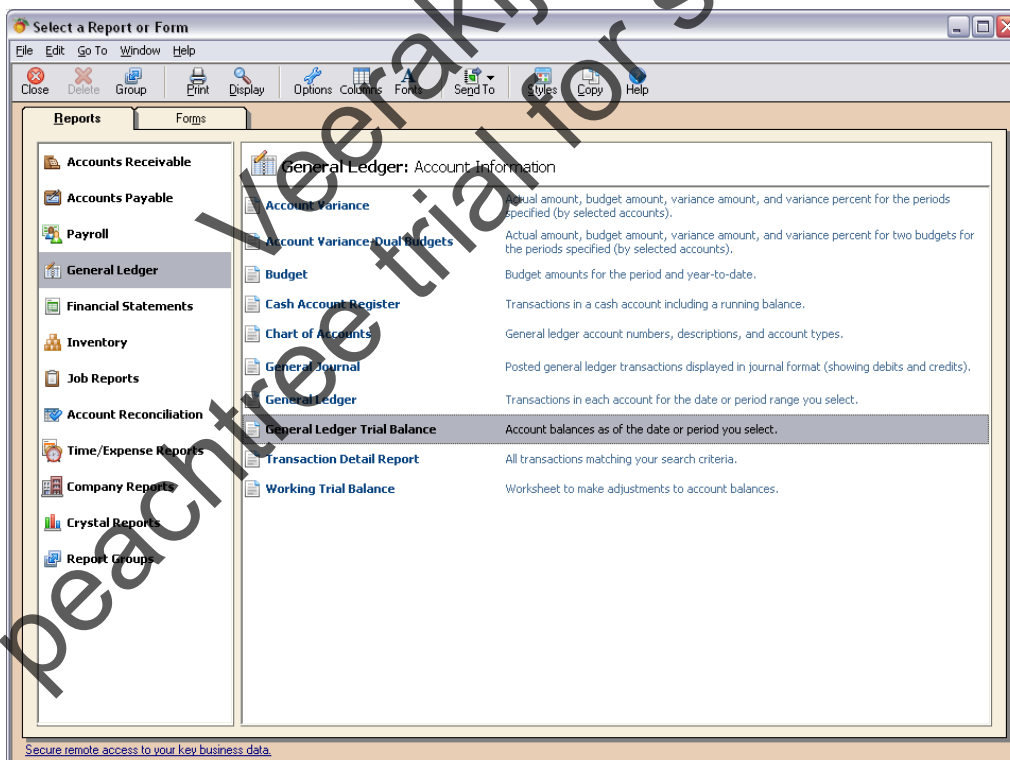 Select a Report or Form
File Edit Go To Window Help
Close Delete Group Print Display Options Columns Fonts Send To Styles Copy Help
Reports Forms
Accounts Receivable
Accounts Payable
Payroll
General Ledger
Financial Statements
Inventory
Job Reports
Account Reconciliation
Time/Expense Reports
Company Reports
Crystal Reports
Report Groups
General Ledger: Account Information
Account Variance
Actual amount, budget amount, variance amount, and variance percent for the periods
specified (by selected accounts).
Account Variance-Dual Budgets
Actual amount, budget amount, variance amount, and variance percent for two budgets for
the periods specified (by selected accounts).
Budget Budget amounts for the period and year-to-date.
Cash Account Register Transactions in a cash account including a running balance.
Chart of Accounts General ledger account numbers, descriptions, and account types.
General Journal Posted general ledger transactions displayed in journal format (showing debits and credits).
General Ledger Transactions in each account for the date or period range you select.
General Ledger Trial Balance Account balances as of the date or period you select.
Transaction Detail Report All transactions matching your search criteria.
Working Trial Balance Worksheet to make adjustments to account balances.
Secure remote access to your key business data.
peachtree trial for